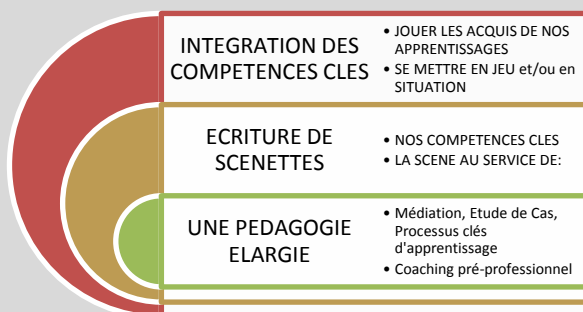 INTEGRATION DES
COMPETENCES CLES
• JOUER LES ACQUIS DE NOS
APPRENTISSAGES
• SE METTRE EN JEU et/ou en
SITUATION
ECRITURE DE
SCENETTES
• NOS COMPETENCES CLES
• LA SCENE AU SERVICE DE:
UNE PEDAGOGIE
ELARGIE
• Médiation, Etude de Cas,
Processus clés
d'apprentissage
• Coaching pré-professionnel